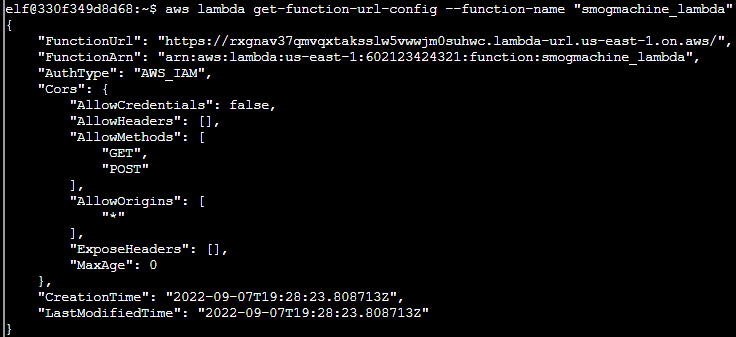 elf@330f349d8d68:~$ aws lambda get-function-url-config --function-name "smogmachine_lambda"
{
    "FunctionUrl": "https://rxgnav37qmvqxtaksslw5vwwjm0suhwc.lambda-url.us-east-1.on.aws/",
    "FunctionArn": "arn:aws:lambda:us-east-1:602123424321:function:smogmachine_lambda",
    "AuthType": "AWS_IAM",
    "Cors": {
        "AllowCredentials": false,
        "AllowHeaders": [],
        "AllowMethods": [
            "GET",
            "POST"
        ],
        "AllowOrigins": [
            "*"
        ],
        "ExposeHeaders": [],
        "MaxAge": 0
    },
    "CreationTime": "2022-09-07T19:28:23.808713Z",
    "LastModifiedTime": "2022-09-07T19:28:23.808713Z"
}